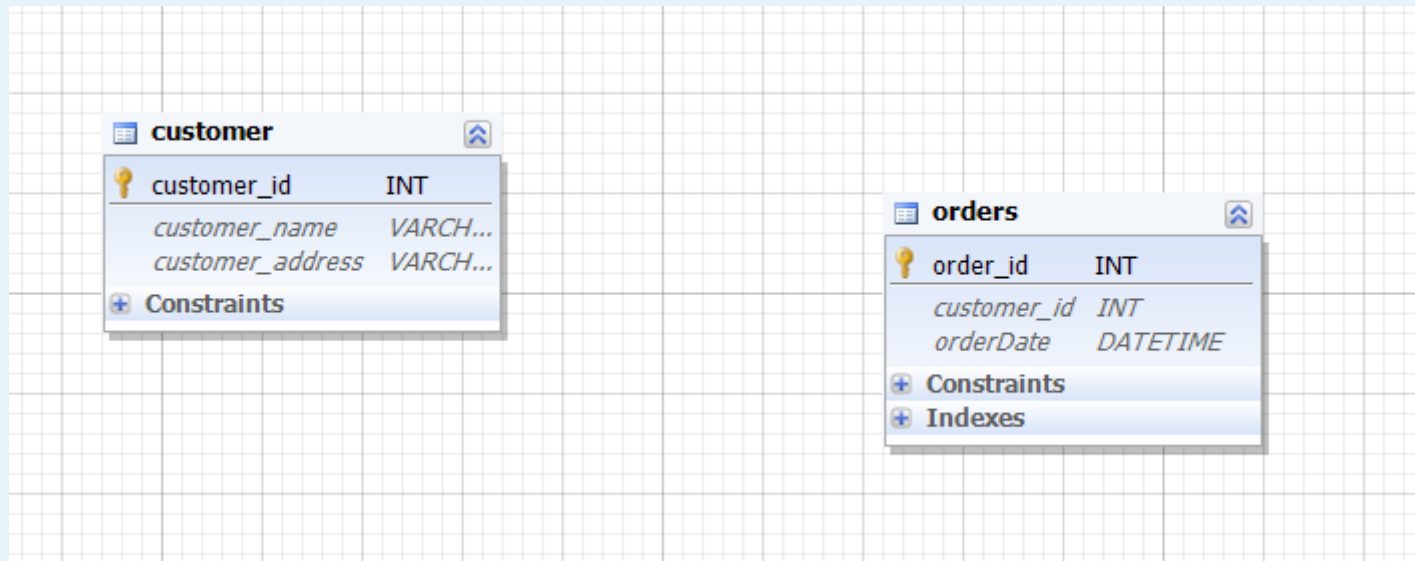 customer
customer_id INT
customer_name VARCH...
customer_address VARCH...
Constraints
orders
order_id INT
customer_id INT
orderDate DATETIME
Constraints
Indexes